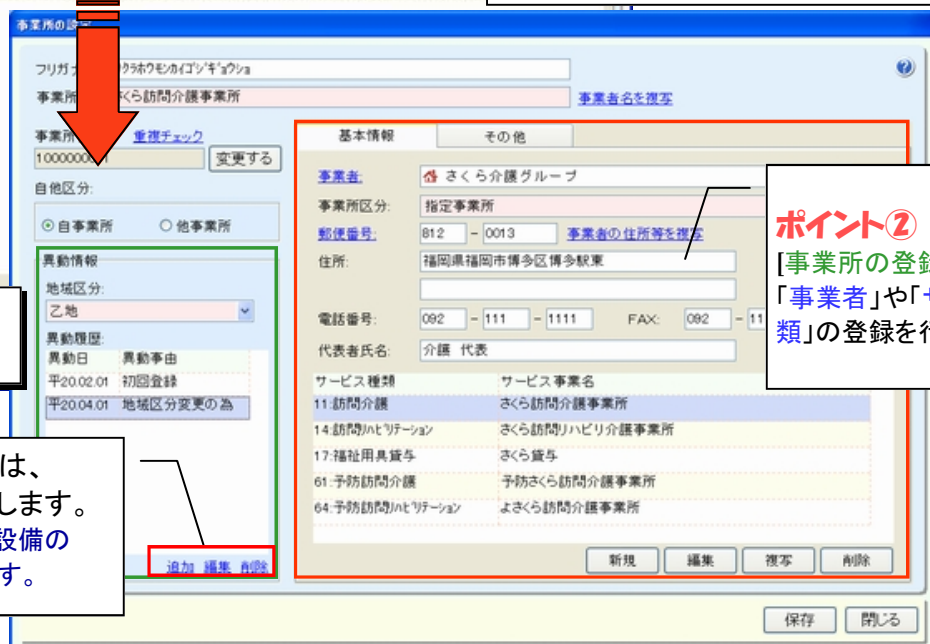 事業所の設定
フリガナ クラホウモンカイゴジギョウショ
事業所 くら訪問介護事業所 事業者名を複写
事業所 重複チェック
変更する
自他区分:
自事業所 他事業所
異動情報
地域区分:
乙地
異動履歴:
異動日 異動事由
平20.02.01 初回登録
平20.04.01 地域区分変更の為
追加 編集 削除
基本情報 その他
事業者: さくら介護グループ
事業所区分: 指定事業所
郵便番号: 812 - 0013 事業者の住所等を複写
住所: 福岡県福岡市博多区博多駅東
電話番号: 092 - 111 - 1111 FAX: 092 - 11
代表者氏名: 介護 代表
サービス種類 サービス事業名
11:訪問介護 さくら訪問介護事業所
14:訪問リハビリテーション さくら訪問リハビリ介護事業所
17:福祉用具貸与 さくら貸与
61:予防訪問介護 予防さくら訪問介護事業所
64:予防訪問リハビリテーション よさくら訪問介護事業所
新規 編集 複写 削除
保存 閉じる
ポイント②
[事業所の登録
「事業者」や「サ
類」の登録を行
は、
します。
設備の
す。